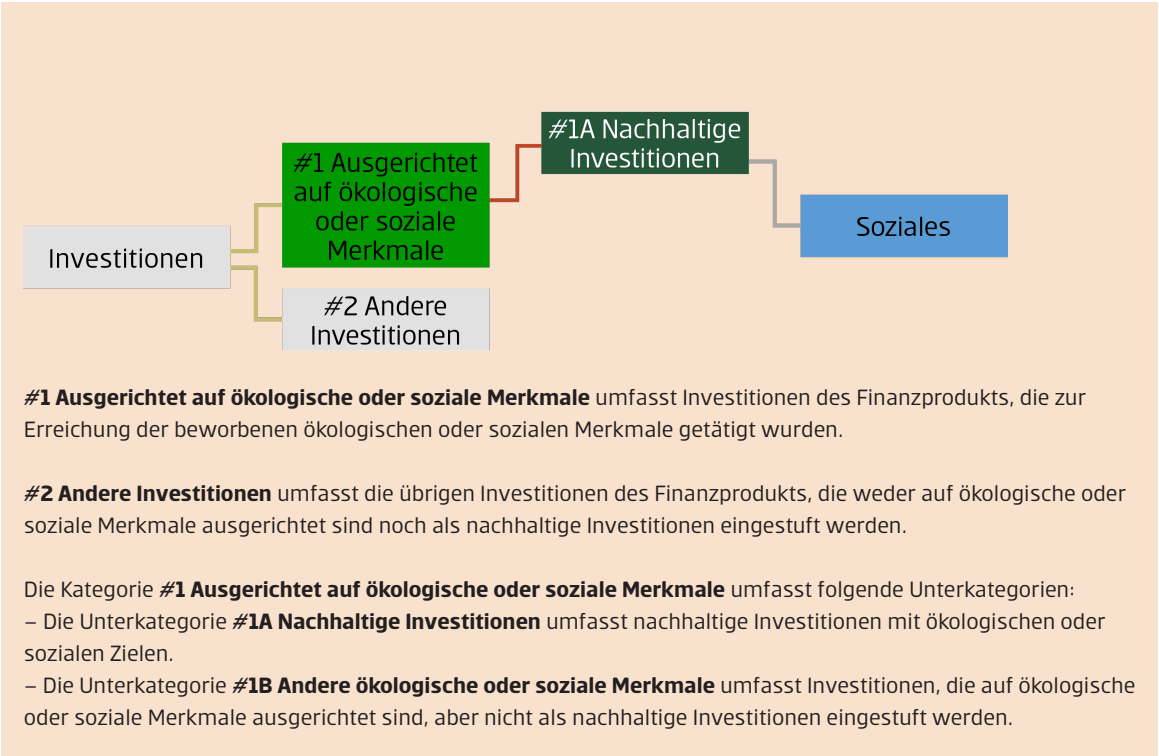 #1A Nachhaltige
Investitionen
#1 Ausgerichtet
auf ökologische
oder soziale
Merkmale
Soziales
Investitionen
#2 Andere
Investitionen
#1 Ausgerichtet auf ökologische oder soziale Merkmale umfasst Investitionen des Finanzprodukts, die zur
Erreichung der beworbenen ökologischen oder sozialen Merkmale getätigt wurden.
#2 Andere Investitionen umfasst die übrigen Investitionen des Finanzprodukts, die weder auf ökologische oder
soziale Merkmale ausgerichtet sind noch als nachhaltige Investitionen eingestuft werden.
Die Kategorie #1 Ausgerichtet auf ökologische oder soziale Merkmale umfasst folgende Unterkategorien:
– Die Unterkategorie #1A Nachhaltige Investitionen umfasst nachhaltige Investitionen mit ökologischen oder
sozialen Zielen.
– Die Unterkategorie #1B Andere ökologische oder soziale Merkmale umfasst Investitionen, die auf ökologische
oder soziale Merkmale ausgerichtet sind, aber nicht als nachhaltige Investitionen eingestuft werden.